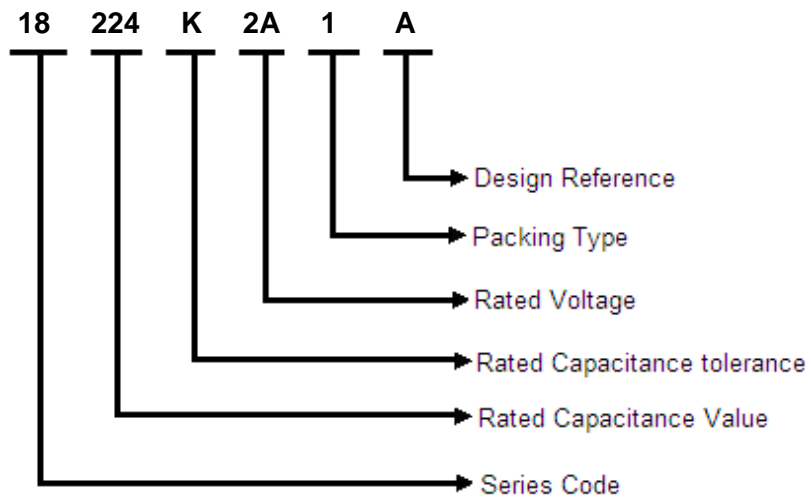 18 224 K 2A 1 A
Design Reference
Packing Type
Rated Voltage
Rated Capacitance tolerance
Rated Capacitance Value
Series Code